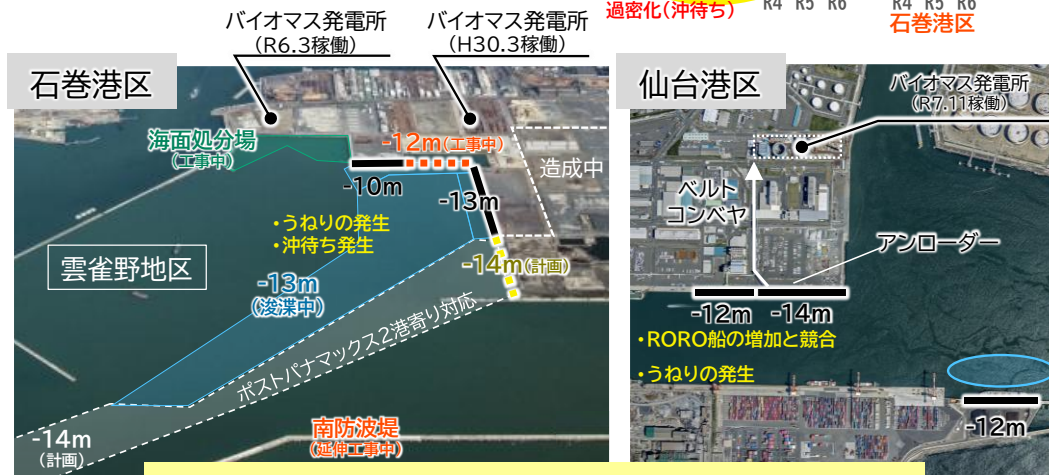 過密化(沖待ち)
R4 R5 R6
R4 R5 R6
石巻港区
バイオマス発電所
(R6.3稼働)
バイオマス発電所
(H30.3稼働)
石巻港区
海面処分場
(工事中)
-12m(工事中)
造成中
-10m
-13m
・うねりの発生
・沖待ち発生
雲雀野地区
-14m(計画)
-13m
(浚渫中)
ポストパナマックス2港寄り対応
-14m
(計画)
南防波堤
(延伸工事中)
仙台港区
バイオマス発電所
(R7.11稼働)
ベルト
コンベヤ
アンローダー
-12m
-14m
・RORO船の増加と競合
・うねりの発生
-12m